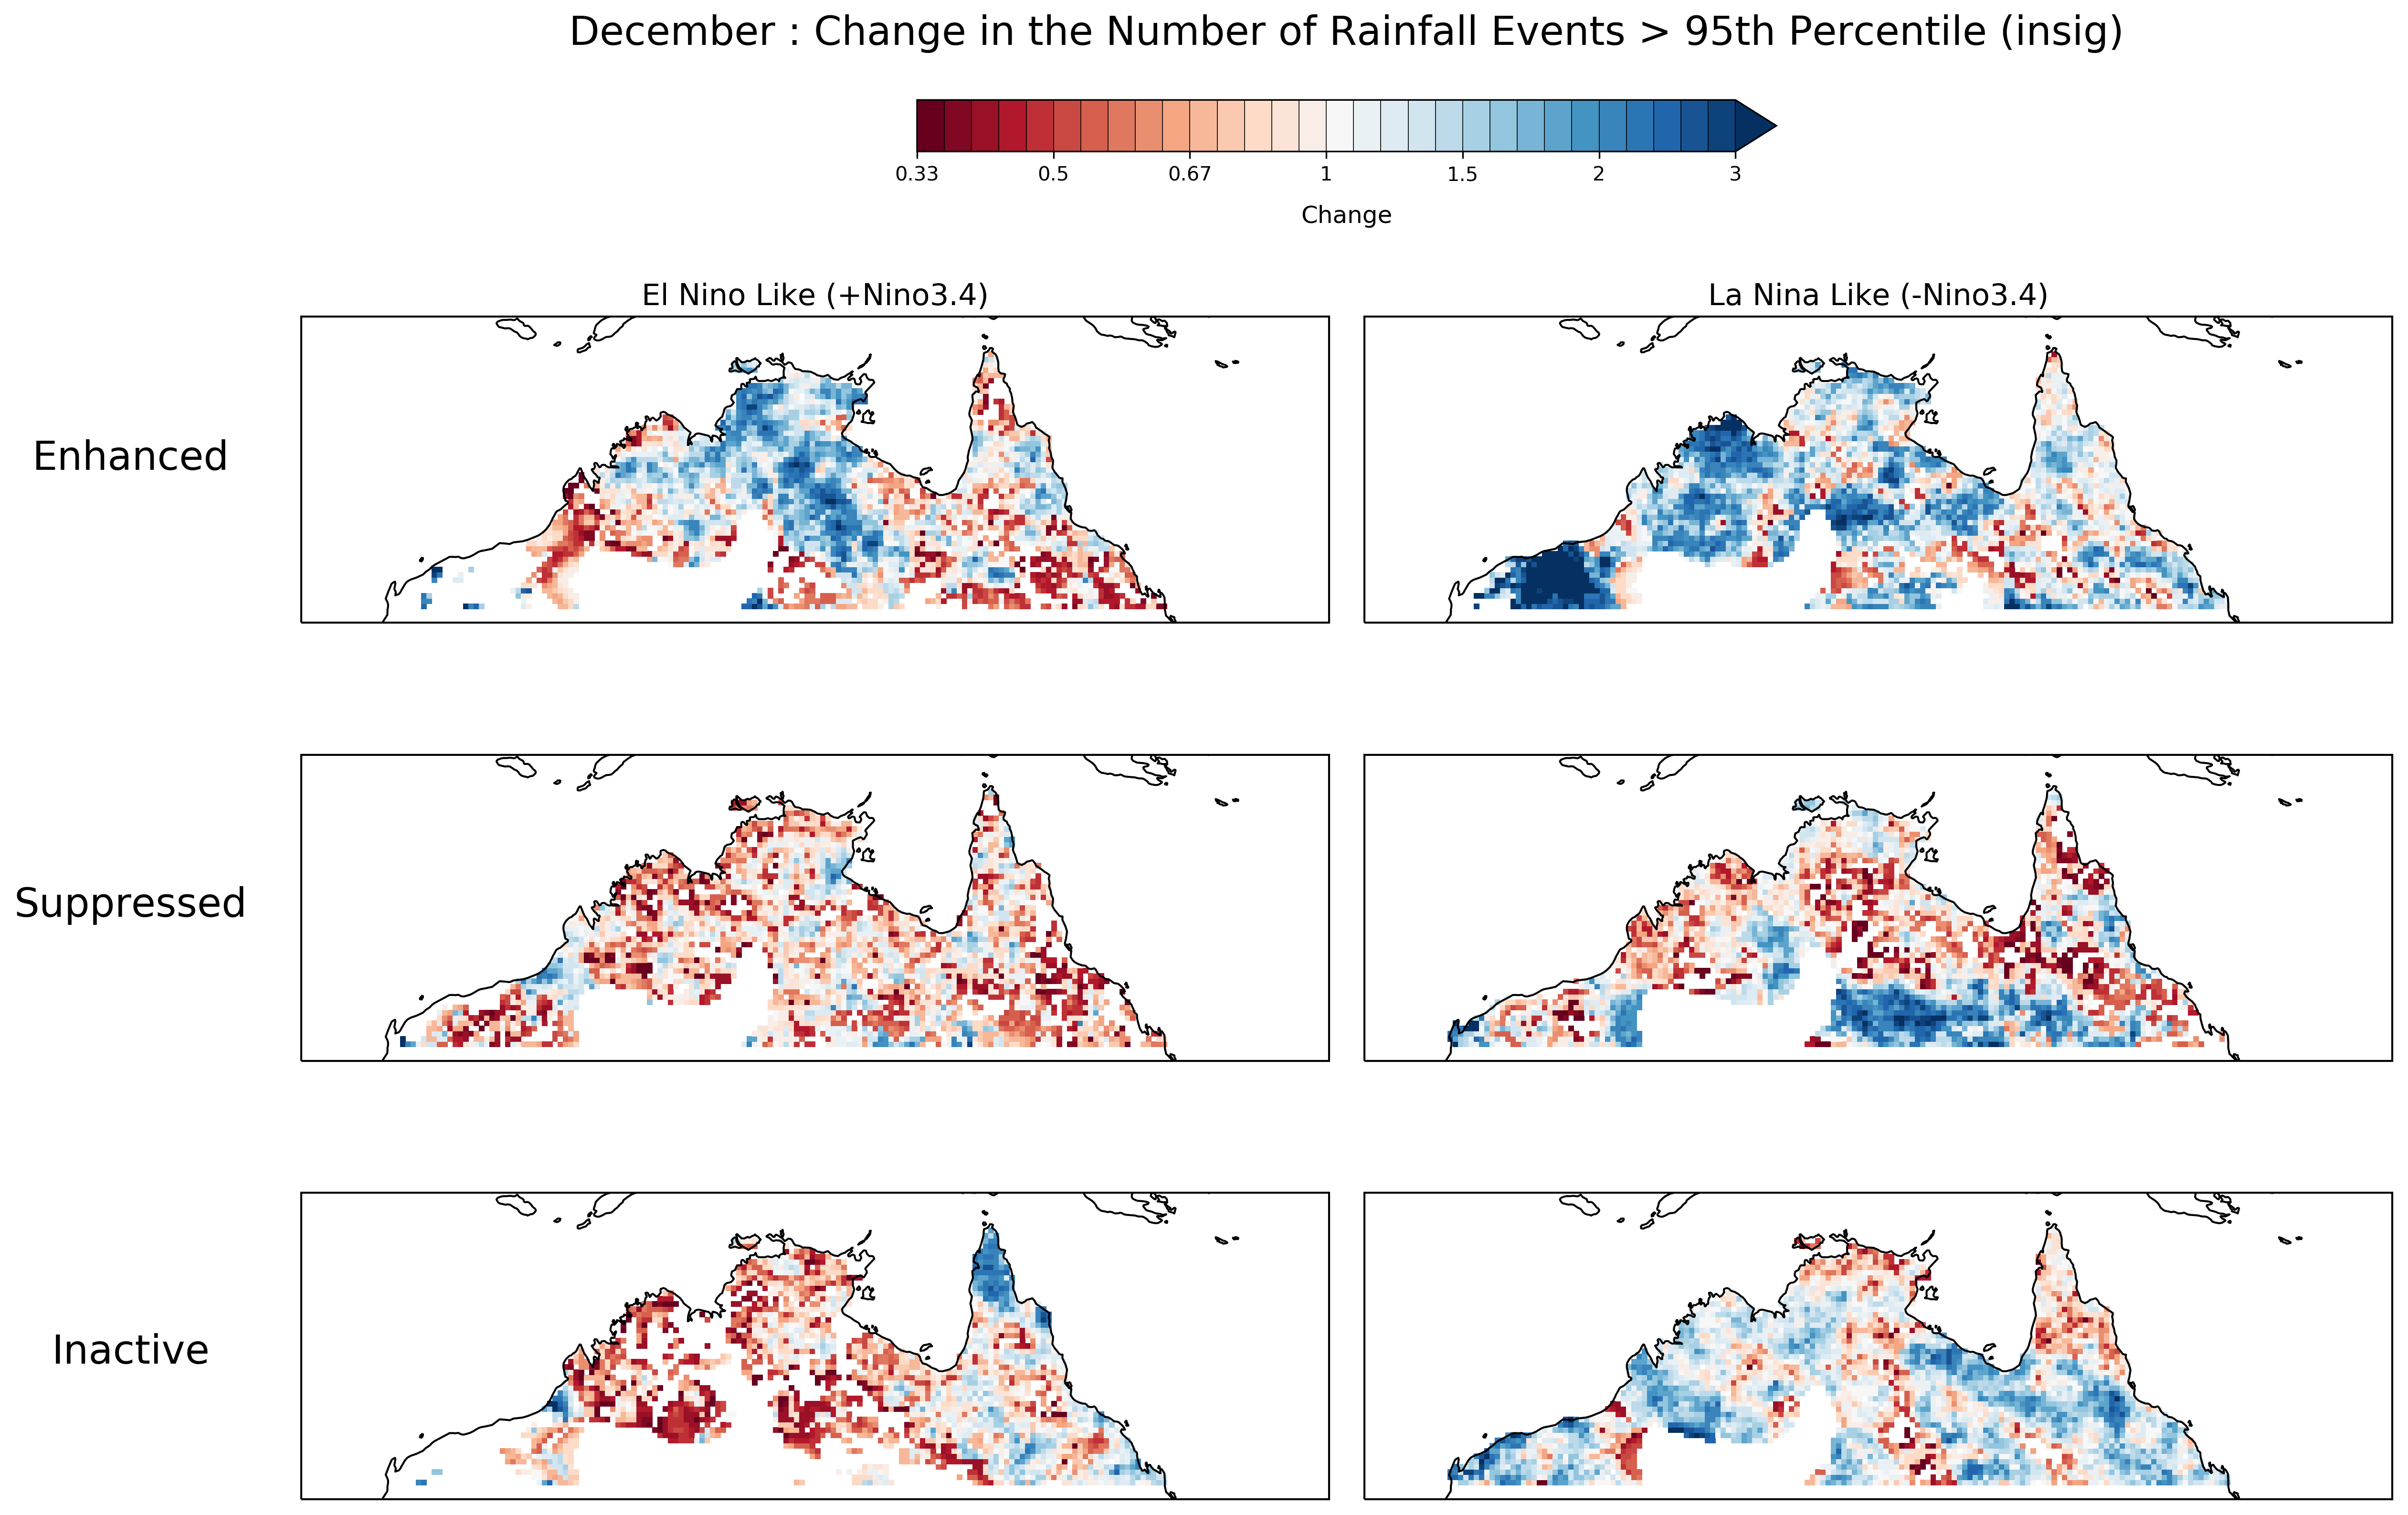 December : Change in the Number of Rainfall Events > 95th Percentile (insig)
0.33 0.5 0.67 1 1.5 2 3
Change
El Nino Like (+Nino3.4) La Nina Like (-Nino3.4)
Enhanced
Suppressed
Inactive